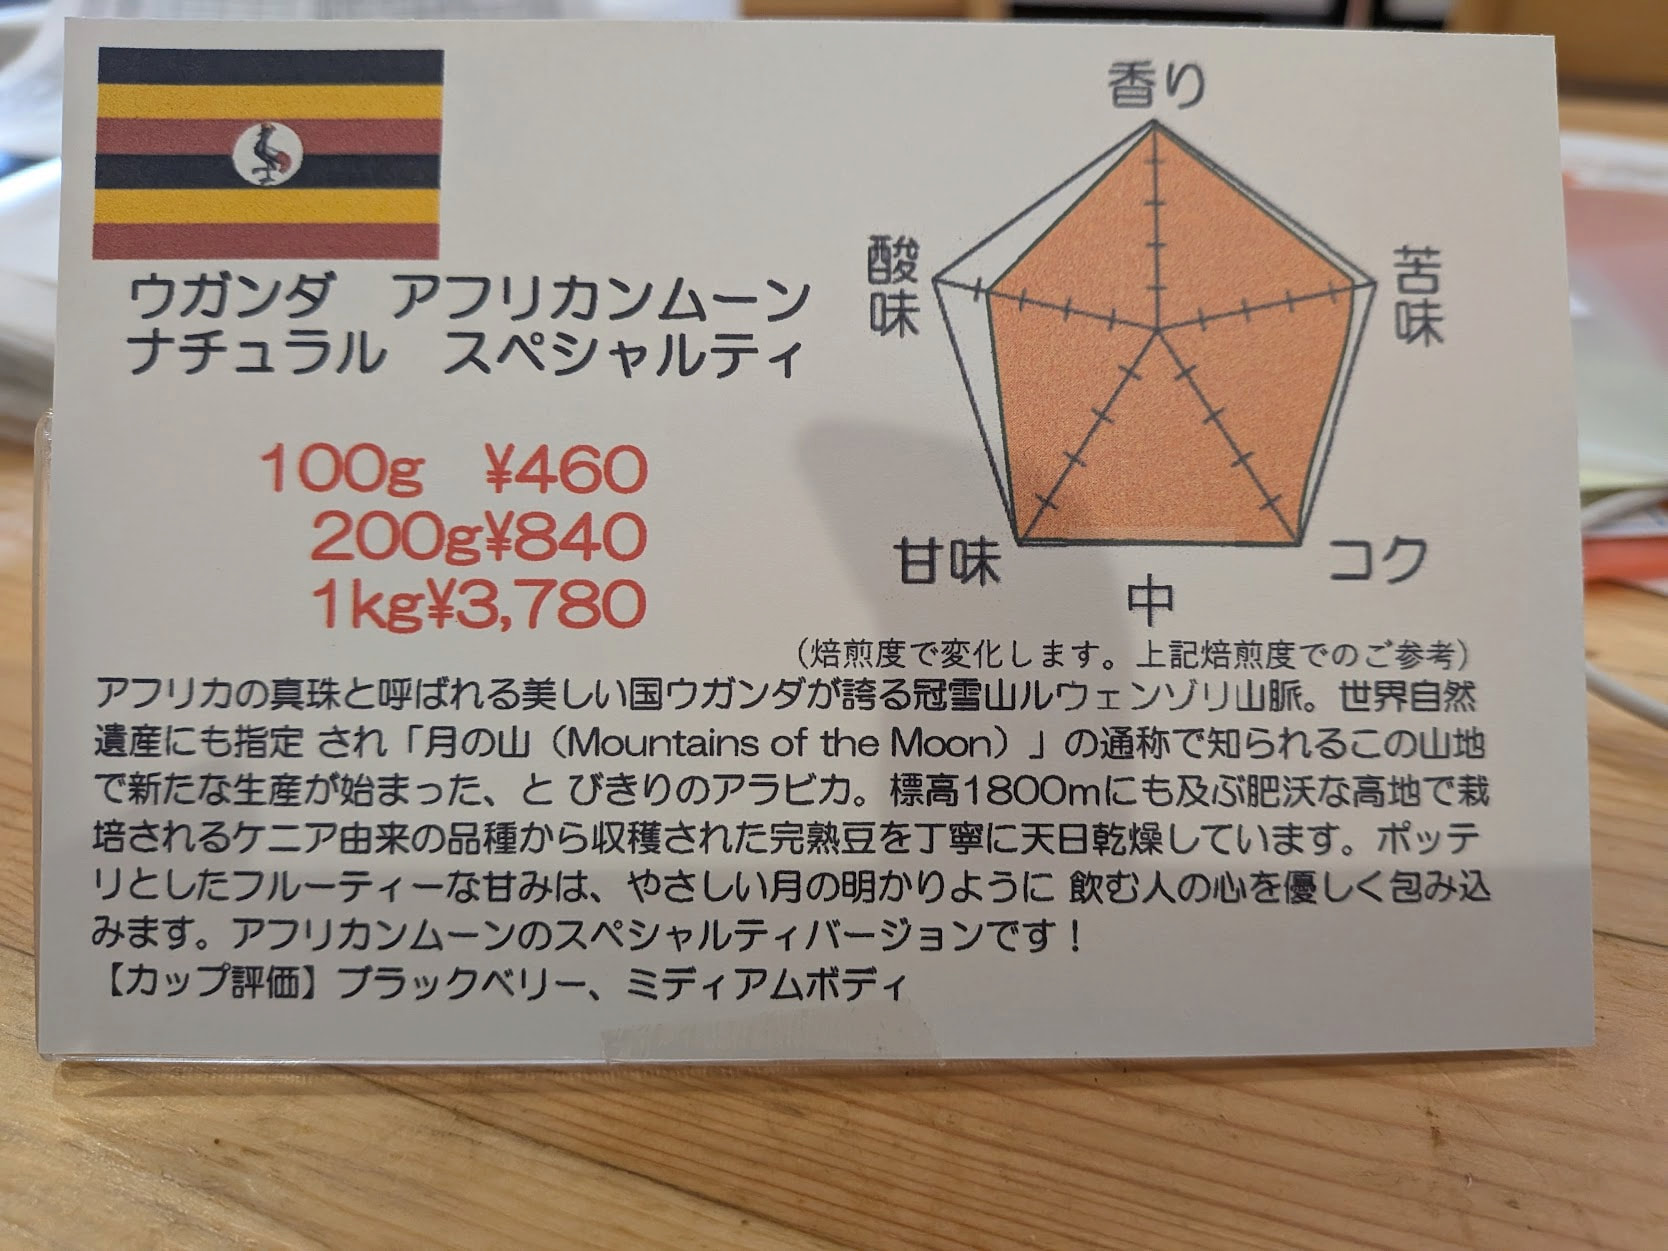 ウガンダ　アフリカンムーン
ナチュラル　スペシャルティ
100g　¥460
200g¥840
1kg¥3,780
香り
酸味
苦味
甘味
コク
中
（焙煎度で変化します。上記焙煎度でのご参考）
アフリカの真珠と呼ばれる美しい国ウガンダが誇る冠雪山ルウェンゾリ山脈。世界自然
遺産にも指定 され「月の山（Mountains of the Moon）」の通称で知られるこの山地
で新たな生産が始まった、と びきりのアラビカ。標高1800mにも及ぶ肥沃な高地で栽
培されるケニア由来の品種から収穫された完熟豆を丁寧に天日乾燥しています。ポッテ
リとしたフルーティーな甘みは、やさしい月の明かりように 飲む人の心を優しく包み込
みます。アフリカンムーンのスペシャルティバージョンです！
【カップ評価】ブラックベリー、ミディアムボディ